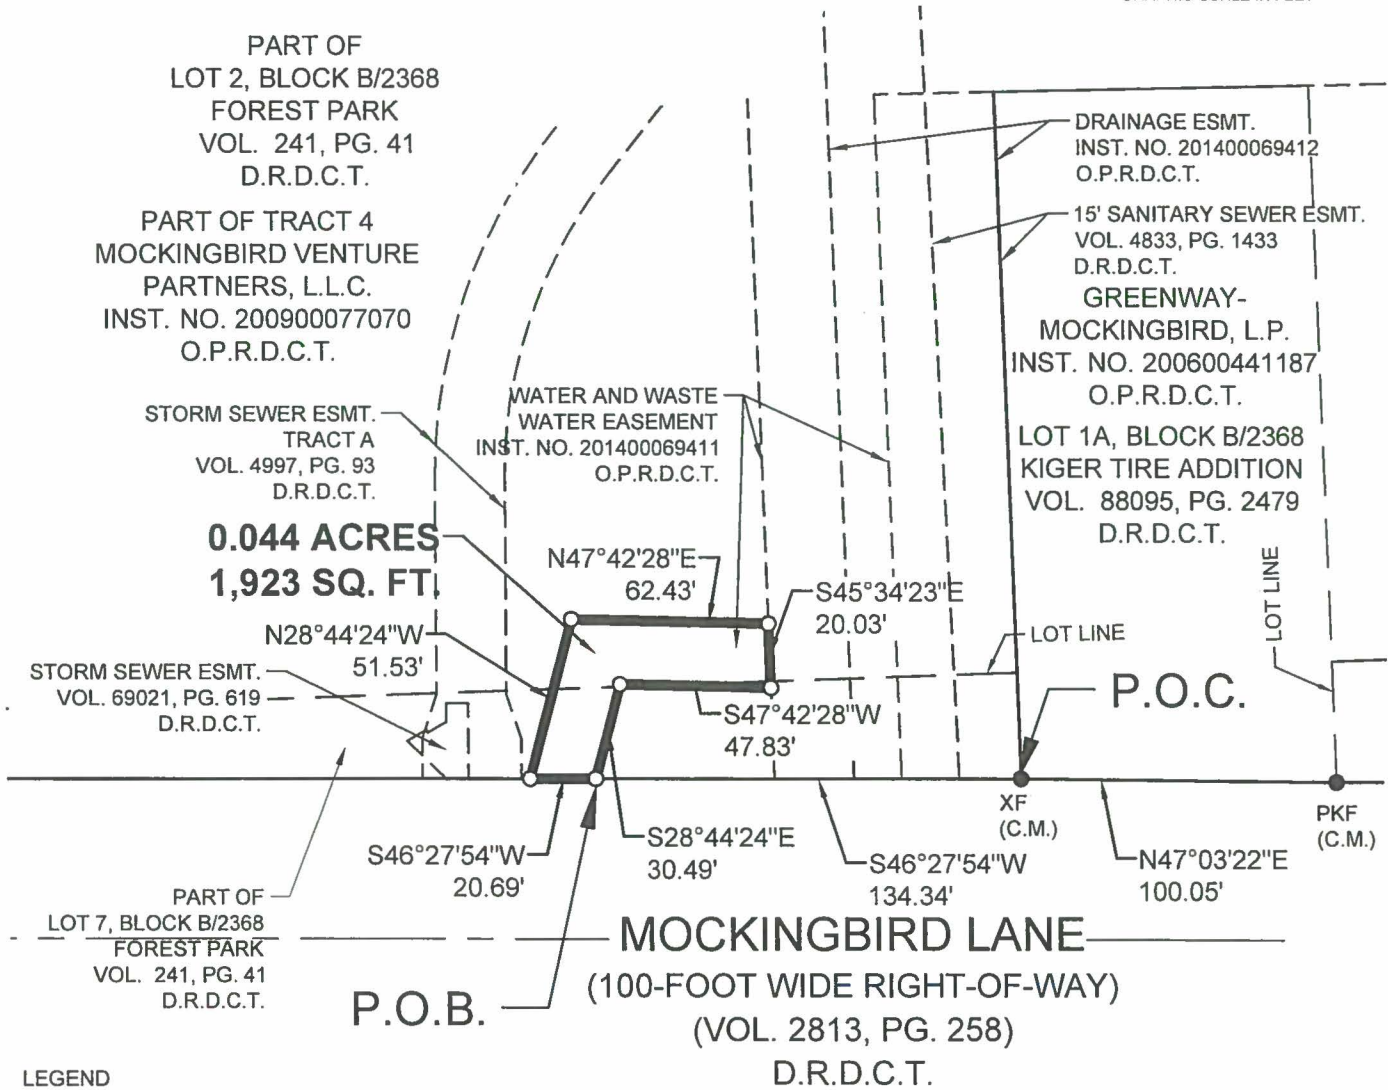 PART OF
LOT 2, BLOCK B/2368
FOREST PARK
VOL. 241, PG. 41
D.R.D.C.T.
PART OF TRACT 4
MOCKINGBIRD VENTURE
PARTNERS, L.L.C.
INST. NO. 200900077070
O.P.R.D.C.T.
DRAINAGE ESMT.
INST. NO. 201400069412
O.P.R.D.C.T.
15' SANITARY SEWER ESMT.
VOL. 4833, PG. 1433
D.R.D.C.T.
GREENWAY-
MOCKINGBIRD, L.P.
INST. NO. 200600441187
O.P.R.D.C.T.
LOT 1A, BLOCK B/2368
KIGER TIRE ADDITION
VOL. 88095, PG. 2479
D.R.D.C.T.
STORM SEWER ESMT.
TRACT A
VOL. 4997, PG. 93
D.R.D.C.T.
WATER AND WASTE
WATER EASEMENT
INST. NO. 201400069411
O.P.R.D.C.T.
0.044 ACRES
1,923 SQ. FT.
N47°42'28"E
62.43'
S45°34'23"E
20.03'
N28°44'24"W
51.53'
LOT LINE
LOT LINE
STORM SEWER ESMT.
VOL. 69021, PG. 619
D.R.D.C.T.
S47°42'28"W
47.83'
P.O.C.
XF
(C.M.)
PKF
(C.M.)
S46°27'54"W
20.69'
S28°44'24"E
30.49'
S46°27'54"W
134.34'
N47°03'22"E
100.05'
PART OF
LOT 7, BLOCK B/2368
FOREST PARK
VOL. 241, PG. 41
D.R.D.C.T.
P.O.B.
MOCKINGBIRD LANE
(100-FOOT WIDE RIGHT-OF-WAY)
(VOL. 2813, PG. 258)
D.R.D.C.T.
LEGEND